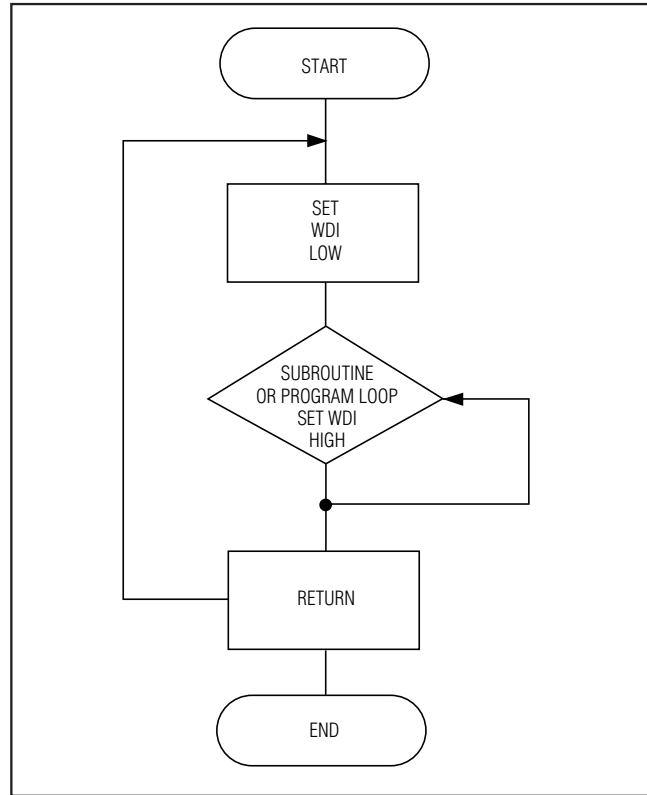 START
SET
WDI
LOW
SUBROUTINE
OR PROGRAM LOOP
SET WDI
HIGH
RETURN
END